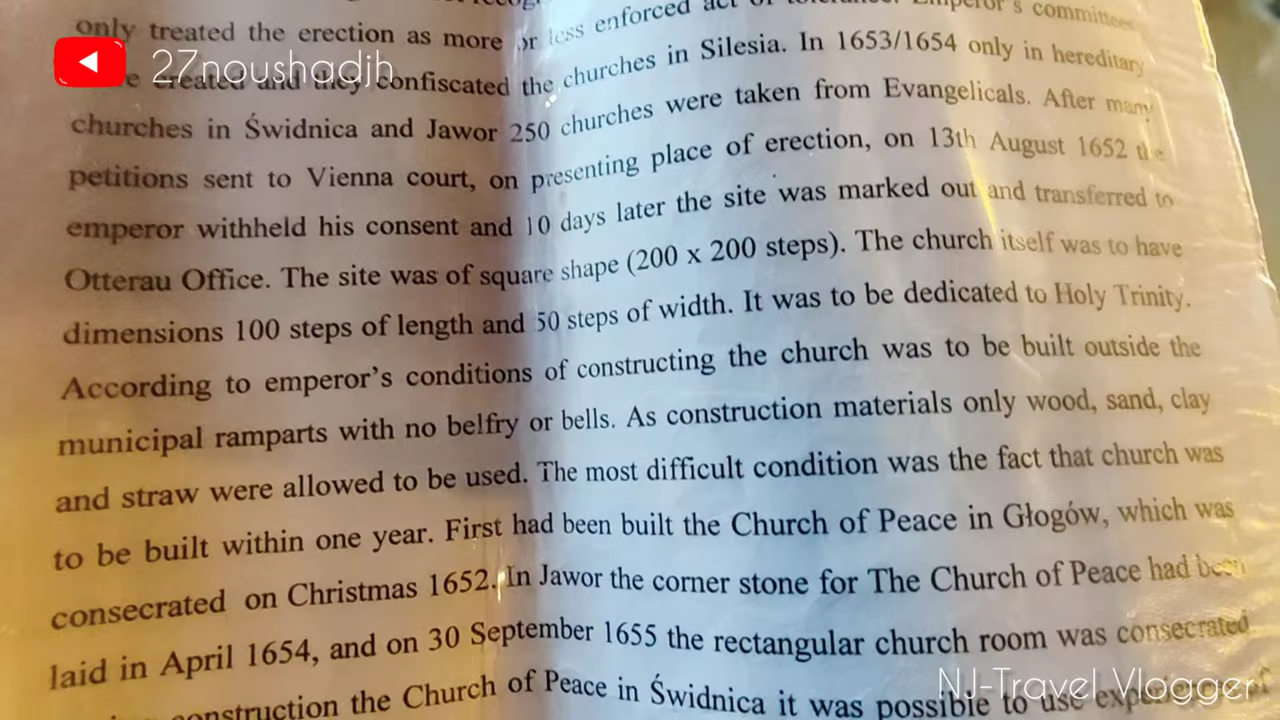 only treated the erection as more or less enforced act of tolerance. Emperor's committees
27noushadjh
created and they confiscated the churches in Silesia. In 1653/1654 only in hereditary
churches in Świdnica and Jawor 250 churches were taken from Evangelicals. After many
petitions sent to Vienna court, on presenting place of erection, on 13th August 1652 the
emperor withheld his consent and 10 days later the site was marked out and transferred to
Otterau Office. The site was of square shape (200 x 200 steps). The church itself was to have
dimensions 100 steps of length and 50 steps of width. It was to be dedicated to Holy Trinity.
According to emperor's conditions of constructing the church was to be built outside the
municipal ramparts with no belfry or bells. As construction materials only wood, sand, clay
and straw were allowed to be used. The most difficult condition was the fact that church was
to be built within one year. First had been built the Church of Peace in Głogów, which was
consecrated on Christmas 1652. In Jawor the corner stone for The Church of Peace had been
laid in April 1654, and on 30 September 1655 the rectangular church room was consecrated
the Church of Peace in Świdnica it was possible to use
NJ-Travel Vlogger